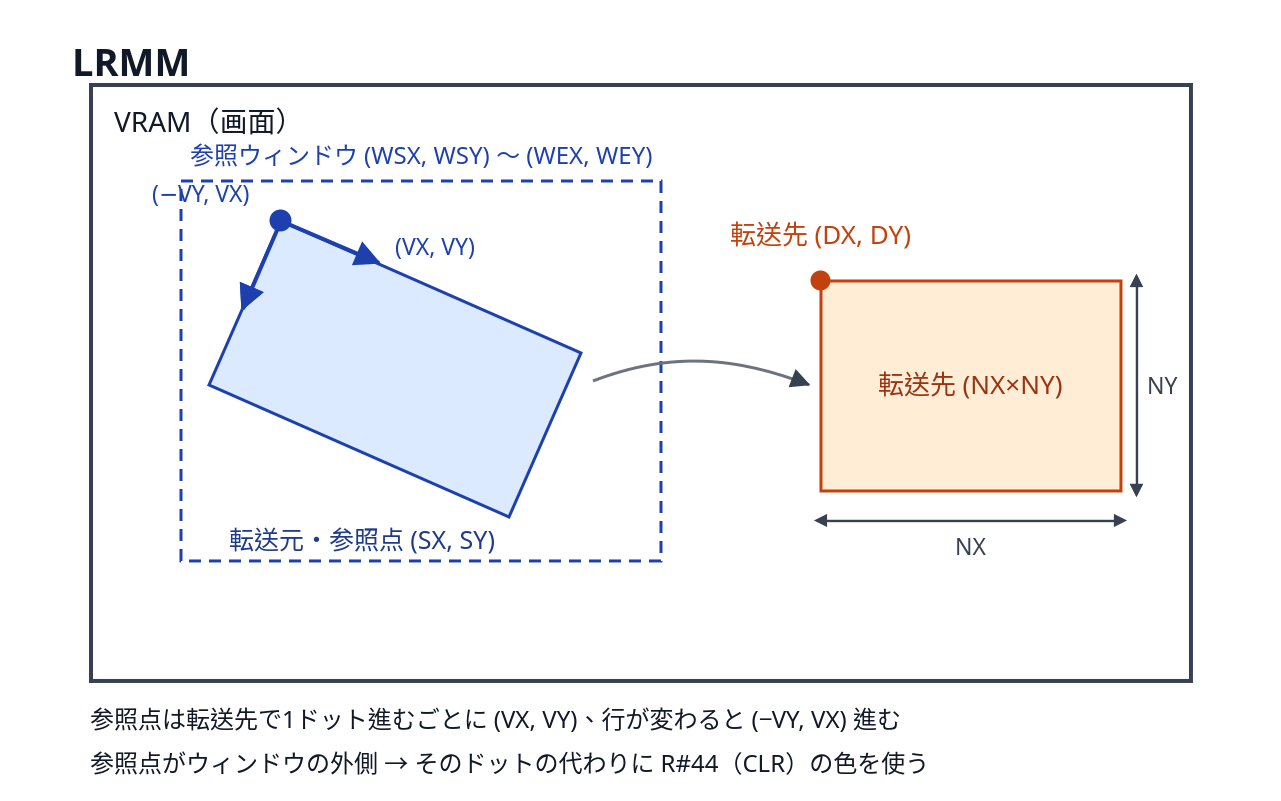 LRMM
VRAM（画面）
参照ウィンドウ (WSX, WSY) ～ (WEX, WEY)
(−VY, VX)
(VX, VY)
転送先 (DX, DY)
転送先 (NX×NY)
NY
転送元・参照点 (SX, SY)
NX
参照点は転送先で1ドット進むごとに (VX, VY)、行が変わると (−VY, VX) 進む
参照点がウィンドウの外側 → そのドットの代わりに R#44（CLR）の色を使う